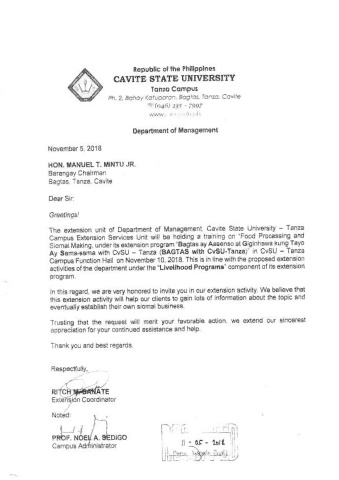 Republic of the Philippines
CAVITE STATE UNIVERSITY
Tanza Campus
Ph. 2, Bahay Katuparan, Bagtas, Tanza, Cavite
(046) 235 - 7997
www.
Department of Management
November 5, 2018
HON. MANUEL T. MINTU JR.
Barangay Chairman
Bagtas, Tanza, Cavite
Dear Sir:
Greetings!
The extension unit of Department of Management, Cavite State University – Tanza
Campus Extension Services Unit will be holding a training on "Food Processing and
Siomai Making, under its extension program "Bagtas ay Aasenso at Giginhawa kung Tayo
Ay Sama-sama with CvSU – Tanza (BAGTAS with CvSU-Tanza)" in CvSU – Tanza
Campus Function Hall on November 10, 2018. This is in line with the proposed extension
activities of the department under the "Livelihood Programs" component of its extension
program.
In this regard, we are very honored to invite you in our extension activity. We believe that
this extension activity will help our clients to gain lots of information about the topic and
eventually establish their own siomai business.
Trusting that the request will merit your favorable action, we extend our sincerest
appreciation for your continued assistance and help.
Thank you and best regards.
Respectfully,
RITCH M. BANATE
Extension Coordinator
Noted:
PROF. NOEL A. SEDIGO
Campus Administrator
11 - 05 - 2018